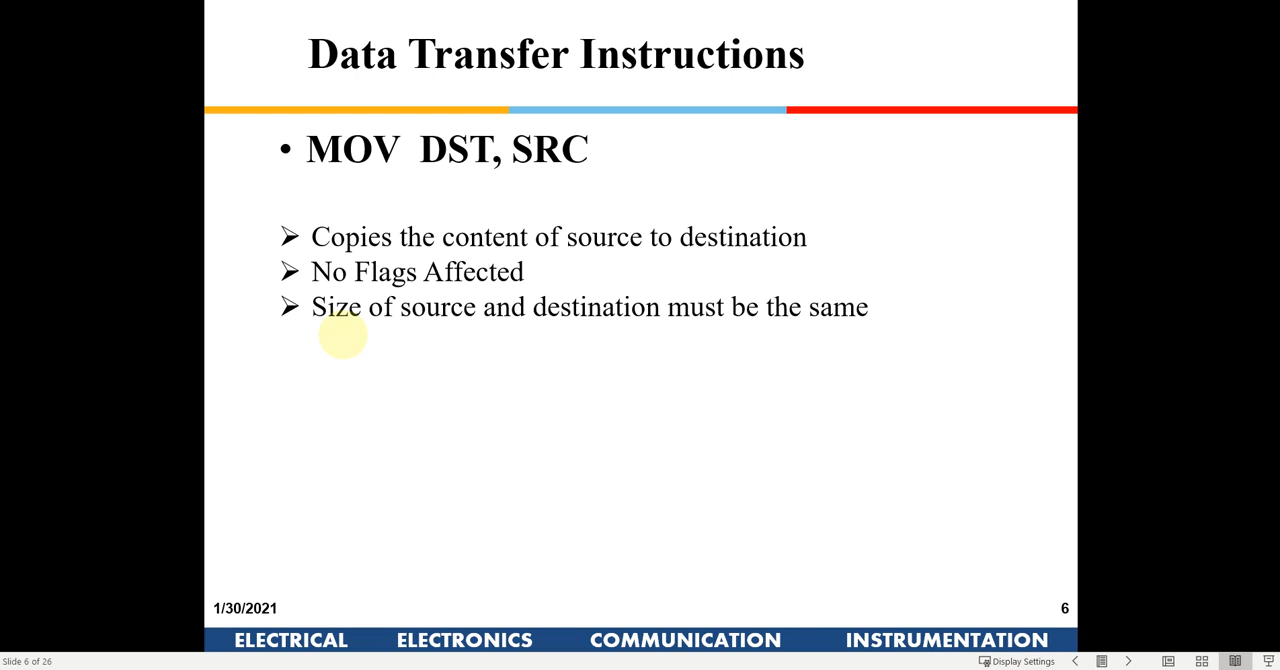 Data Transfer Instructions
• MOV DST, SRC
➢ Copies the content of source to destination
➢ No Flags Affected
➢ Size of source and destination must be the same
1/30/2021 6
ELECTRICAL ELECTRONICS COMMUNICATION INSTRUMENTATION
Slide 6 of 26 Display Settings